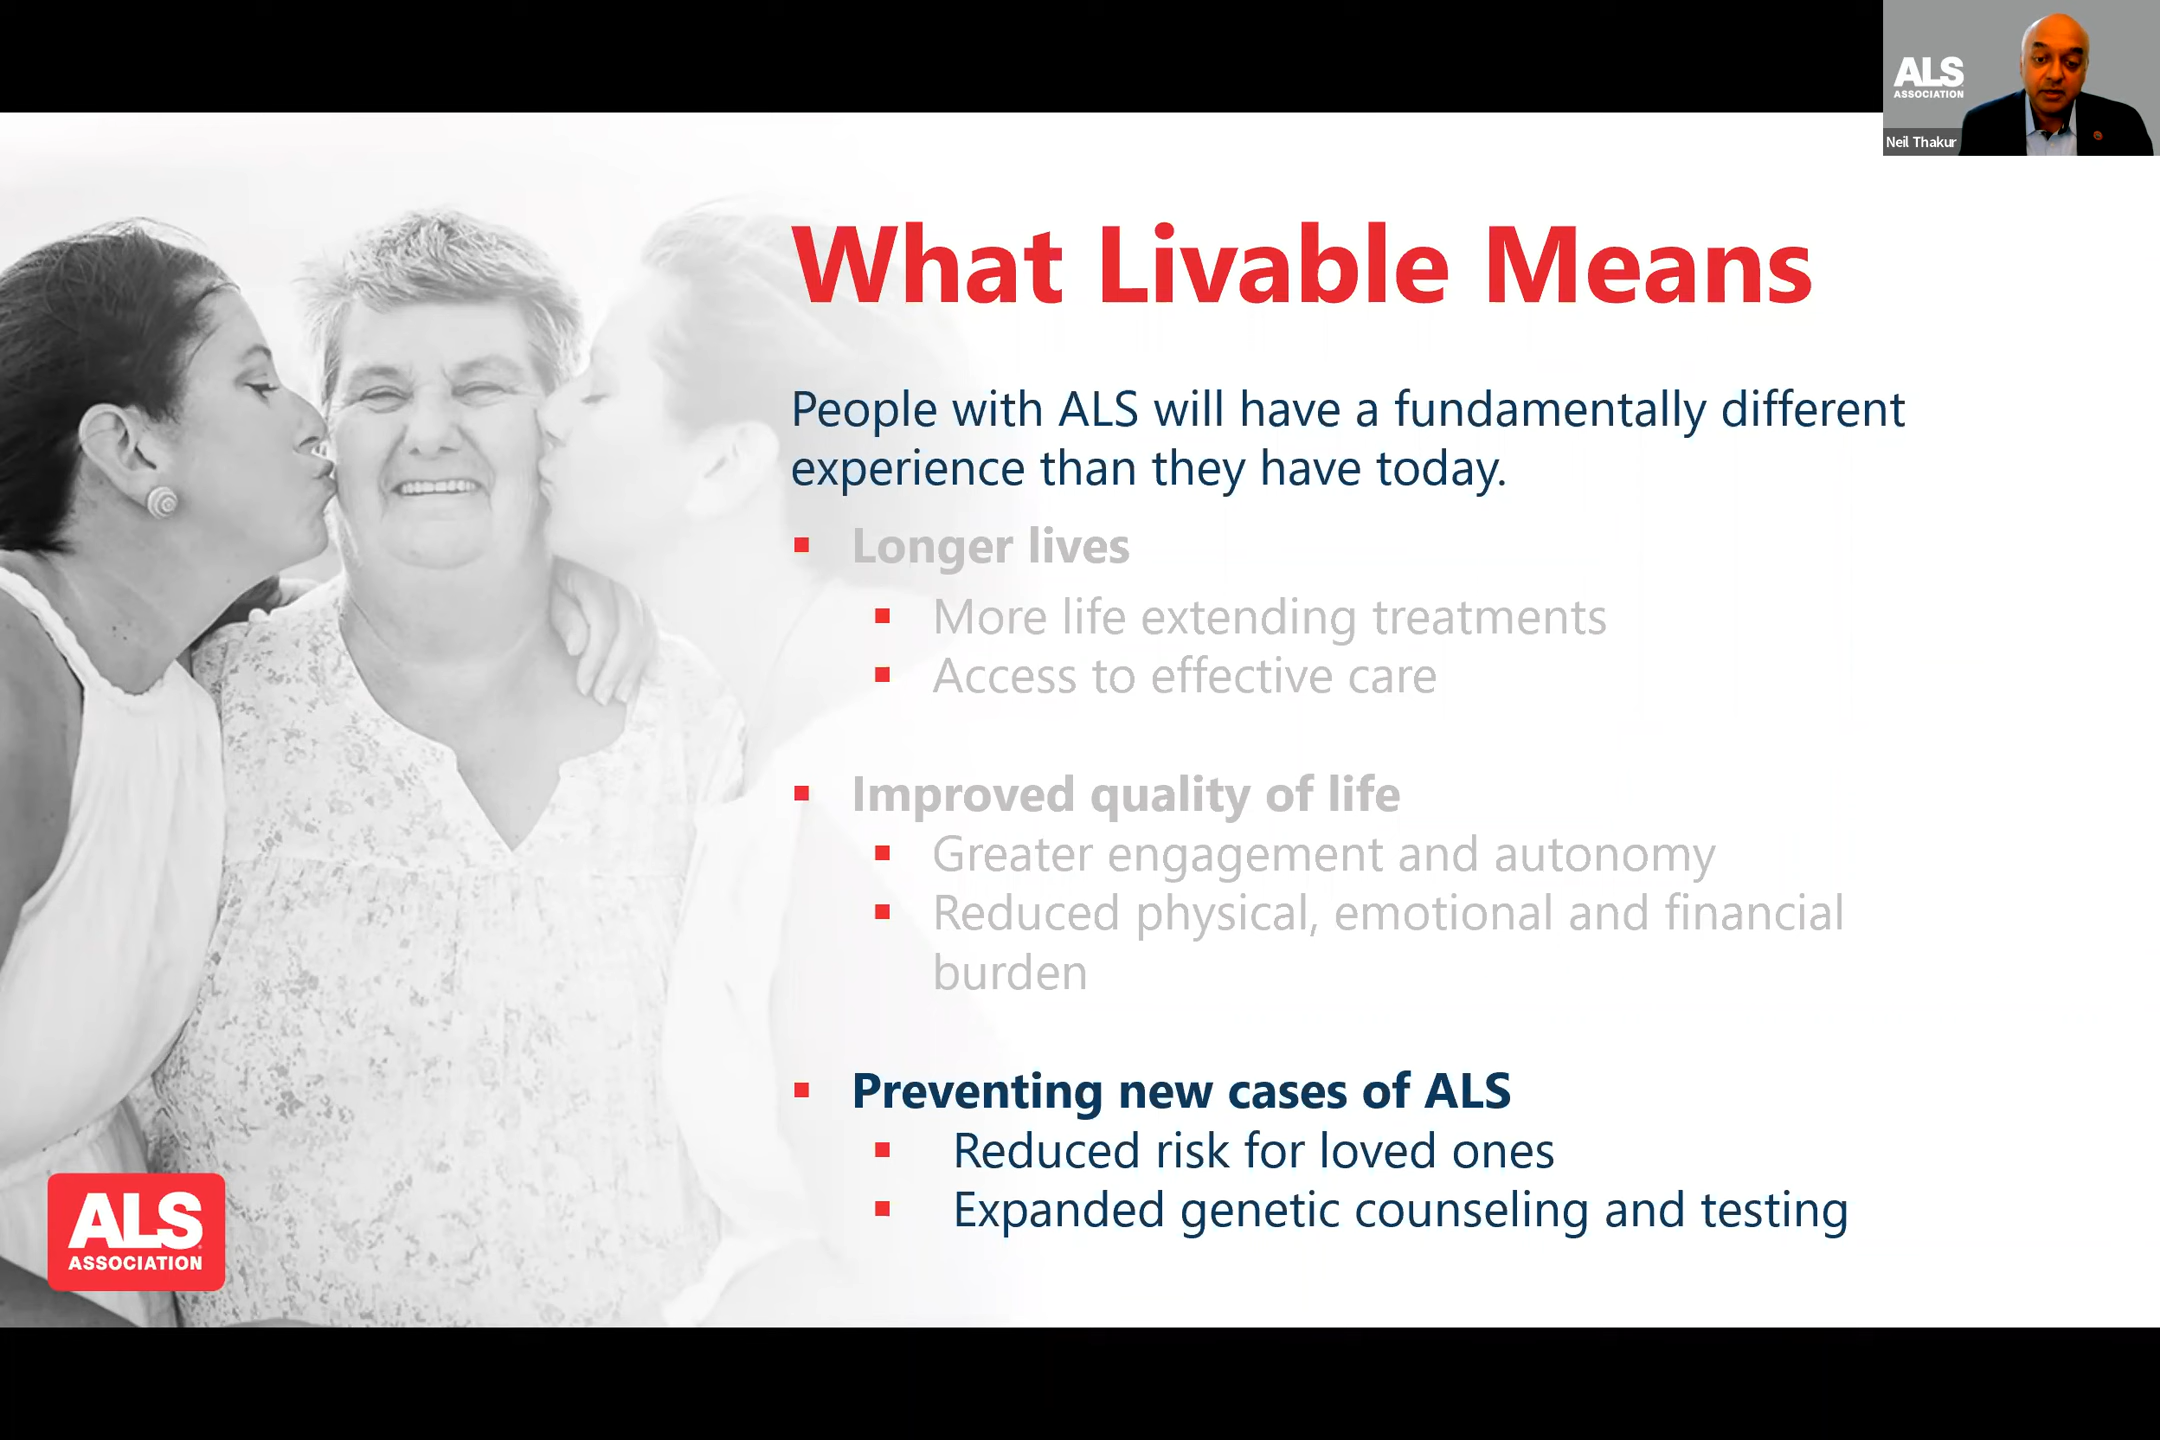 ALS
ASSOCIATION
Neil Thakur
What Livable Means
People with ALS will have a fundamentally different
experience than they have today.
Longer lives
More life extending treatments
Access to effective care
Improved quality of life
Greater engagement and autonomy
Reduced physical, emotional and financial
burden
Preventing new cases of ALS
Reduced risk for loved ones
Expanded genetic counseling and testing
ALS
ASSOCIATION